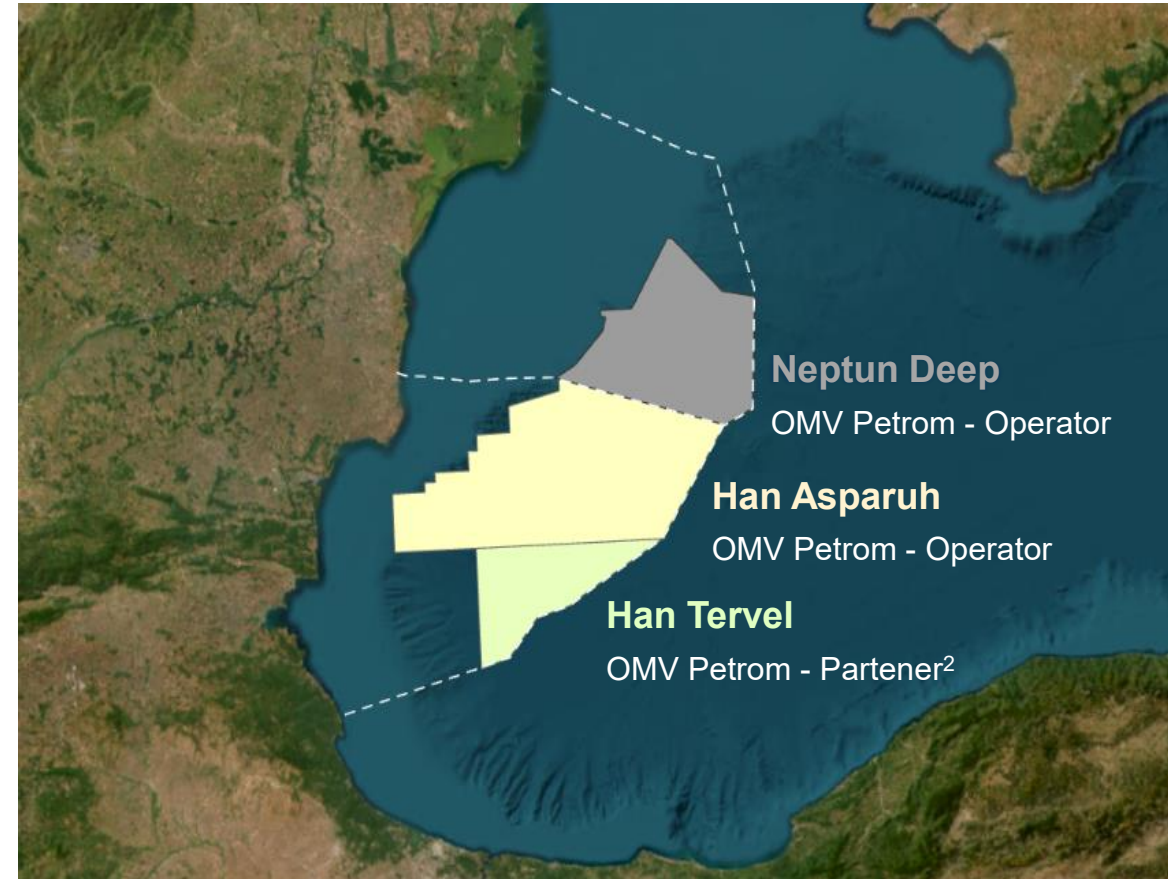 Neptun Deep
OMV Petrom - Operator
Han Asparuh
OMV Petrom - Operator
Han Tervel
OMV Petrom - Partener²